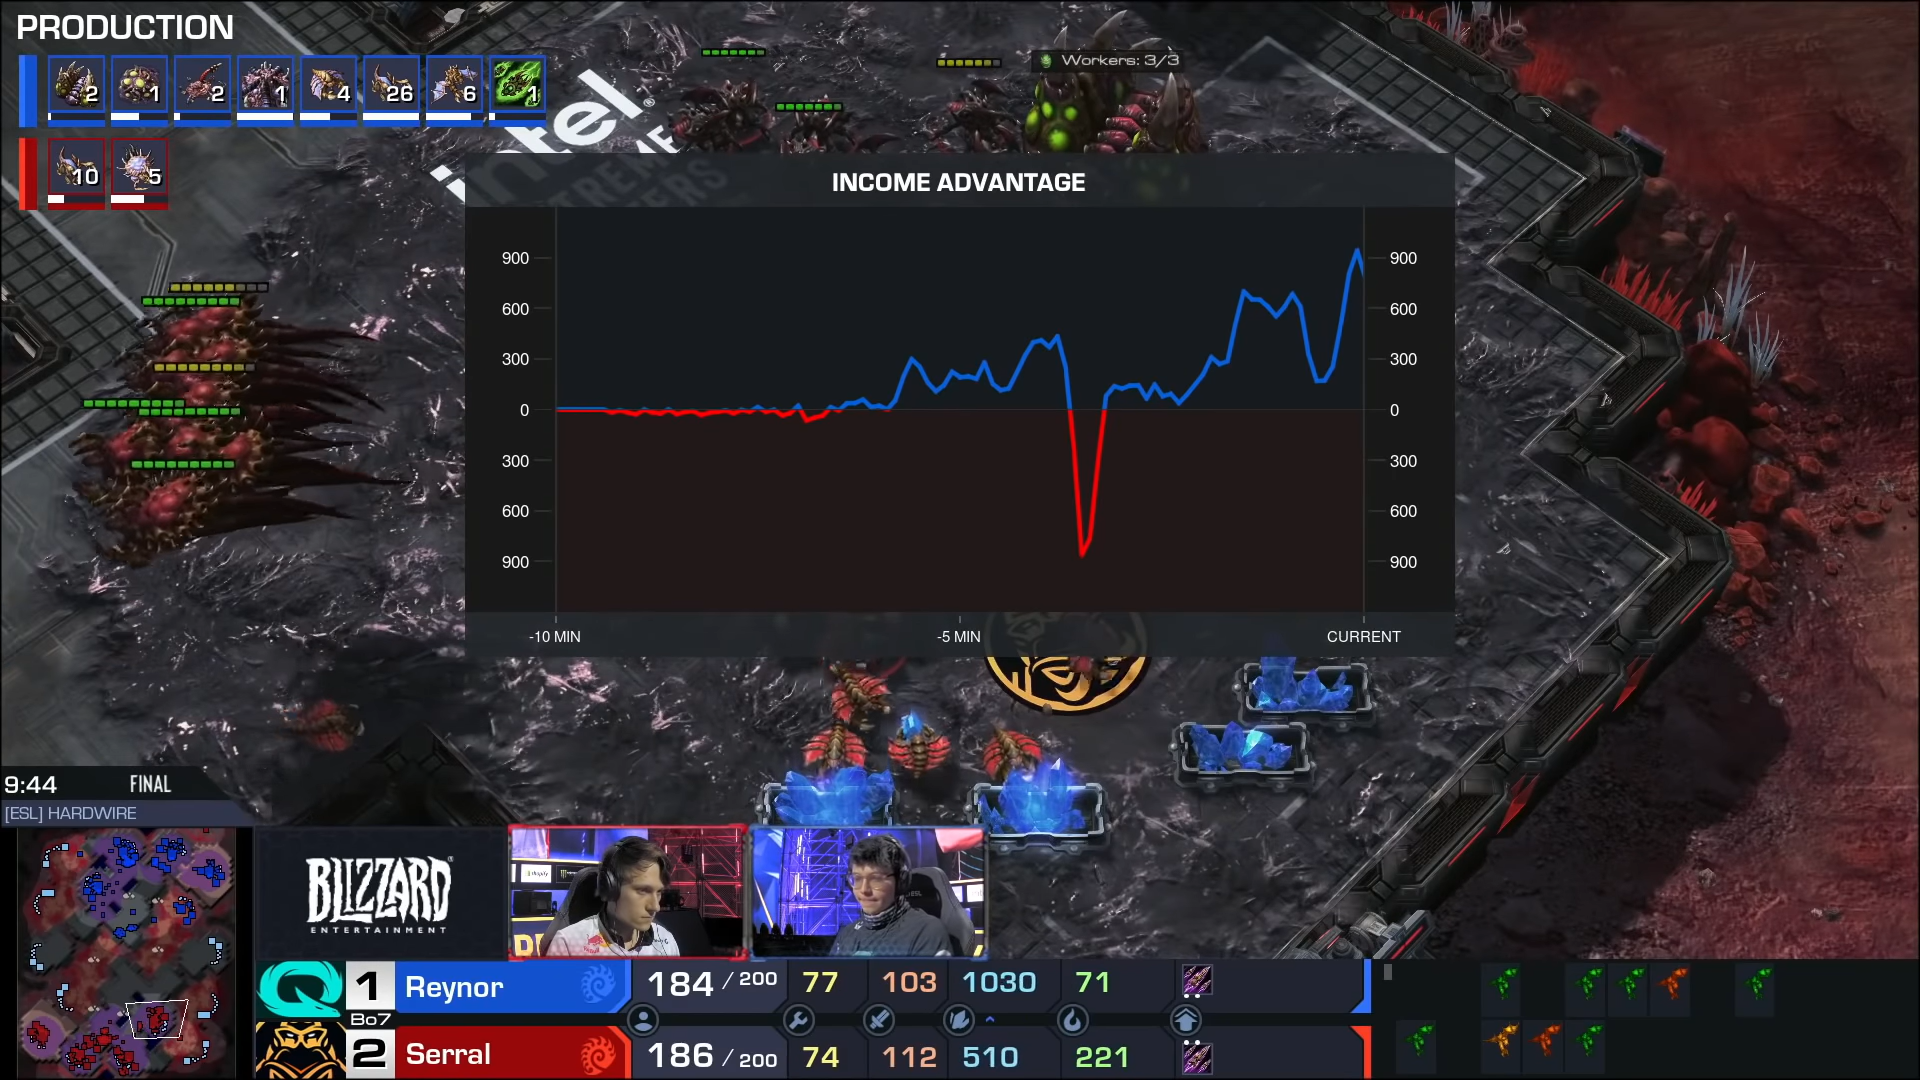 PRODUCTION
2 1 2 1 4 26 6 1
10 5
Workers: 3/3
intel®
INCOME ADVANTAGE
900 900
600 600
300 300
0 0
300 300
600 600
900 900
-10 MIN -5 MIN CURRENT
9:44 FINAL
[ESL] HARDWIRE
BLIZZARD®
ENTERTAINMENT
1 Reynor 184 / 200 77 103 1030 71
Bo7
2 Serral 186 / 200 74 112 510 221